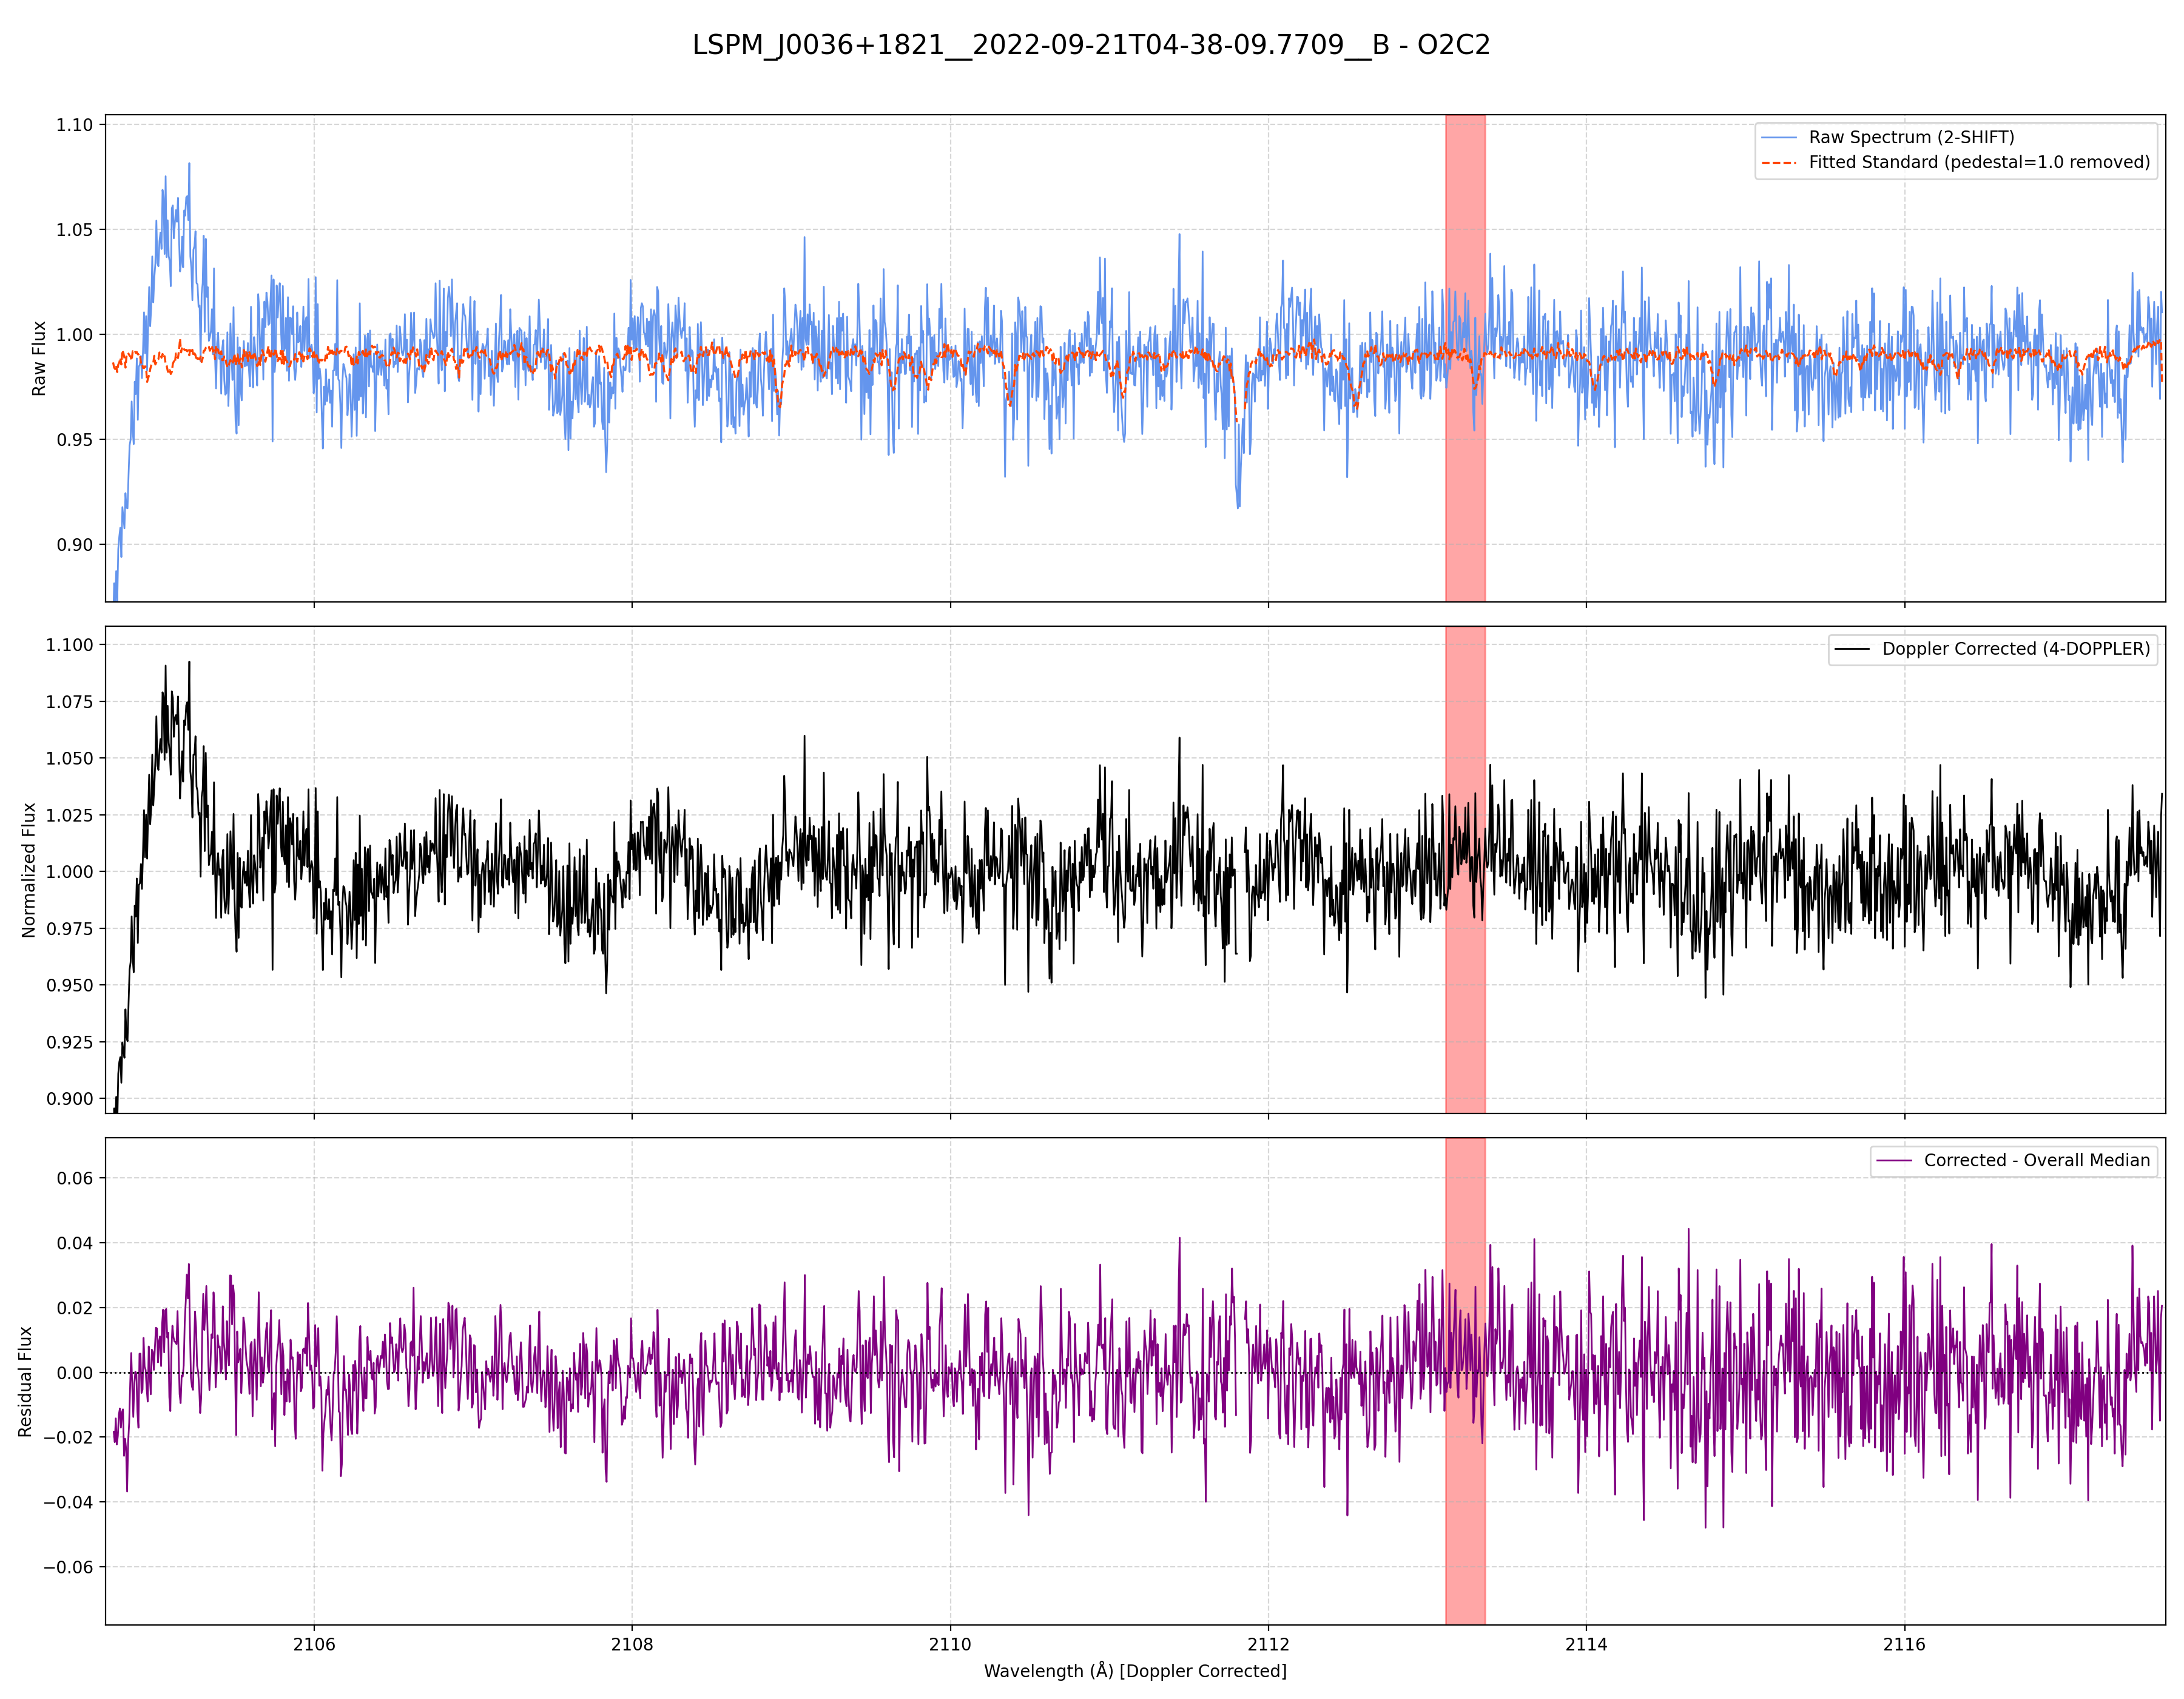 LSPM_J0036+1821__2022-09-21T04-38-09.7709__B - O2C2
Raw Flux
1.10
1.05
1.00
0.95
0.90
Raw Spectrum (2-SHIFT)
Fitted Standard (pedestal=1.0 removed)
Normalized Flux
1.100
1.075
1.050
1.025
1.000
0.975
0.950
0.925
0.900
Doppler Corrected (4-DOPPLER)
Residual Flux
0.06
0.04
0.02
0.00
−0.02
−0.04
−0.06
Corrected - Overall Median
2106 2108 2110 2112 2114 2116
Wavelength (Å) [Doppler Corrected]